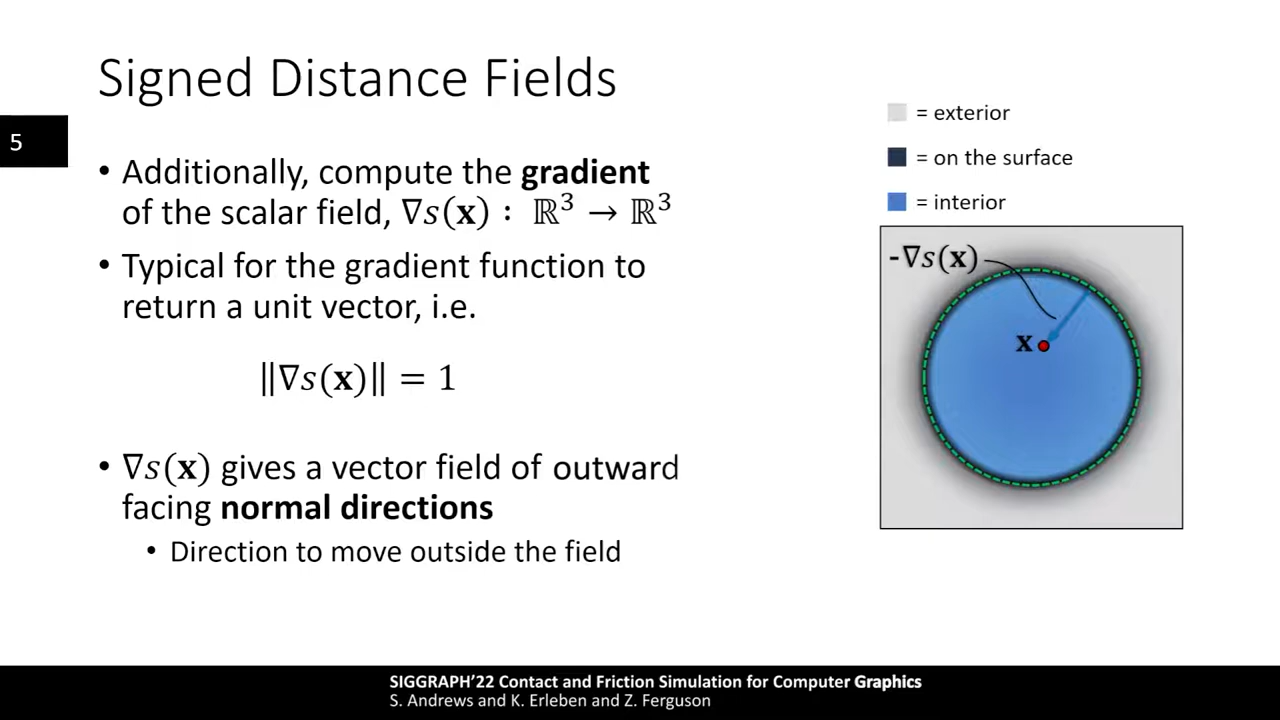 Signed Distance Fields
5
• Additionally, compute the gradient
of the scalar field, ∇s(𝐱) : ℝ³ → ℝ³
• Typical for the gradient function to
return a unit vector, i.e.
‖∇s(𝐱)‖ = 1
• ∇s(𝐱) gives a vector field of outward
facing normal directions
• Direction to move outside the field
= exterior
= on the surface
= interior
-∇s(𝐱)
𝐱
SIGGRAPH'22 Contact and Friction Simulation for Computer Graphics
S. Andrews and K. Erleben and Z. Ferguson